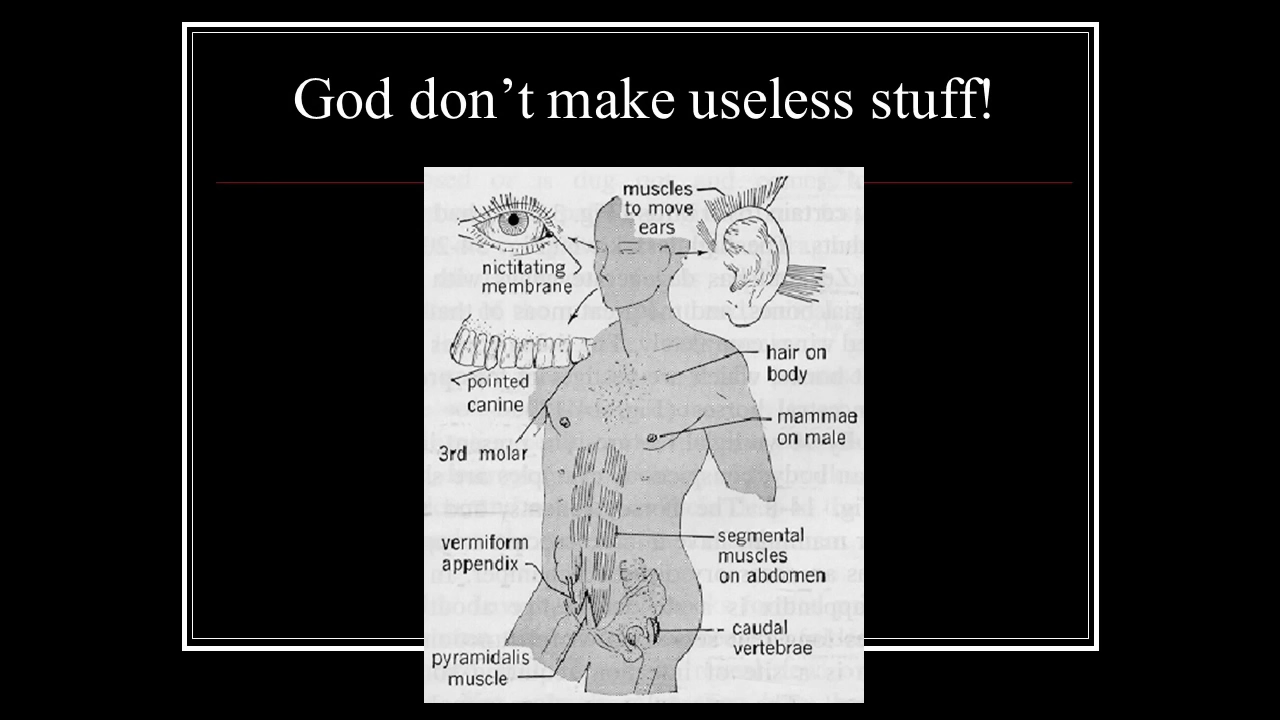 God don’t make useless stuff!
muscles
to move
ears
nictitating
membrane
pointed
canine
3rd molar
hair on
body
mammae
on male
vermiform
appendix
segmental
muscles
on abdomen
caudal
vertebrae
pyramidalis
muscle